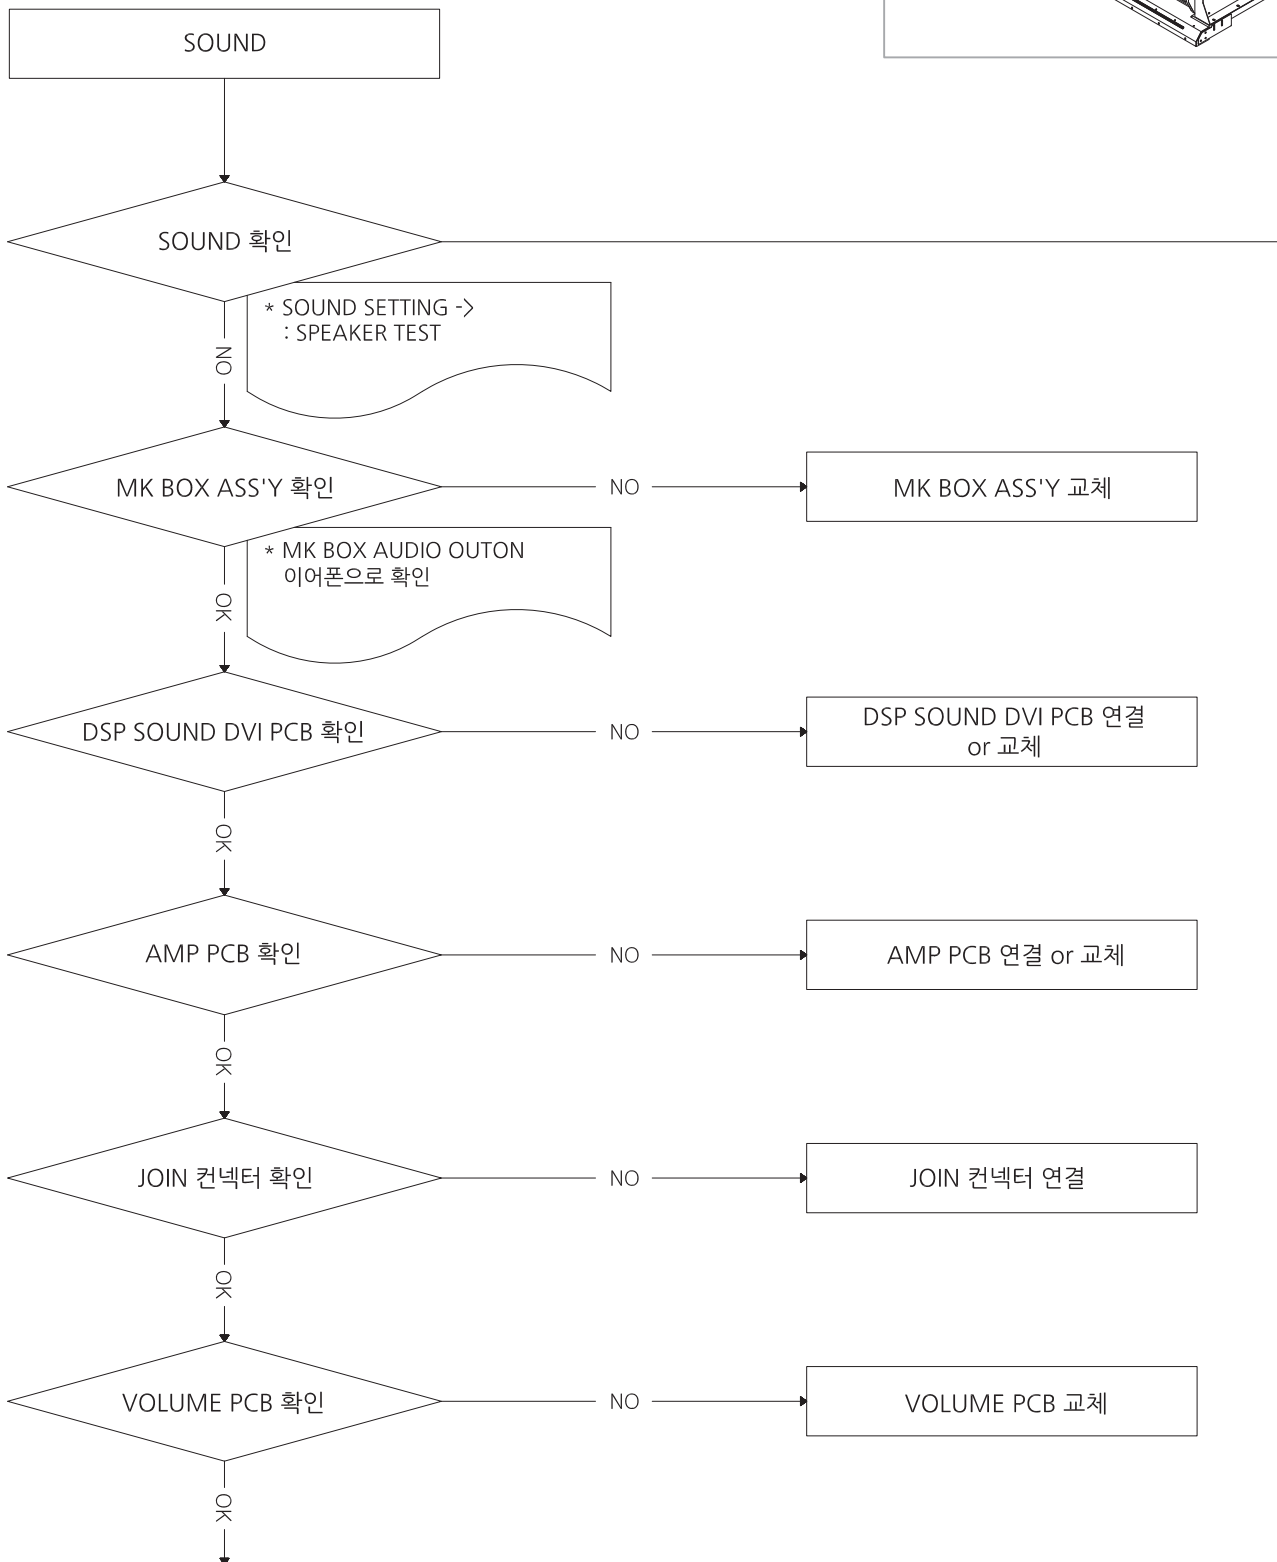 SOUND
SOUND 확인
* SOUND SETTING ->
: SPEAKER TEST
NO
MK BOX ASS'Y 확인
NO
MK BOX ASS'Y 교체
* MK BOX AUDIO OUTON
이어폰으로 확인
OK
DSP SOUND DVI PCB 확인
NO
DSP SOUND DVI PCB 연결
or 교체
OK
AMP PCB 확인
NO
AMP PCB 연결 or 교체
OK
JOIN 컨넥터 확인
NO
JOIN 컨넥터 연결
OK
VOLUME PCB 확인
NO
VOLUME PCB 교체
OK